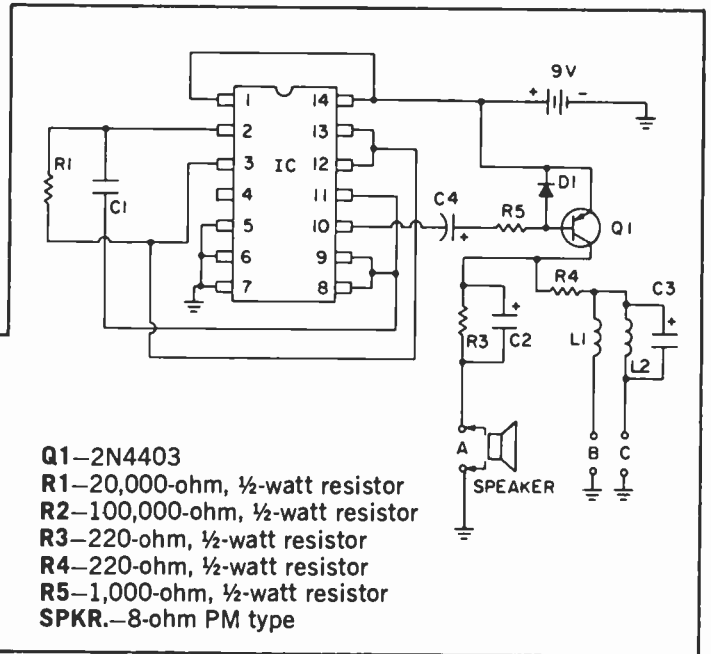 9V
+ -
1 14
2 13
3 IC 12
4 11
5 10
6 9
7 8
R1
C1
C4
+
R5
D1
Q1
R4
C3
+
R3
+
C2
L1
L2
A
B
C
SPEAKER
Q1—2N4403
R1—20,000-ohm, ½-watt resistor
R2—100,000-ohm, ½-watt resistor
R3—220-ohm, ½-watt resistor
R4—220-ohm, ½-watt resistor
R5—1,000-ohm, ½-watt resistor
SPKR.—8-ohm PM type